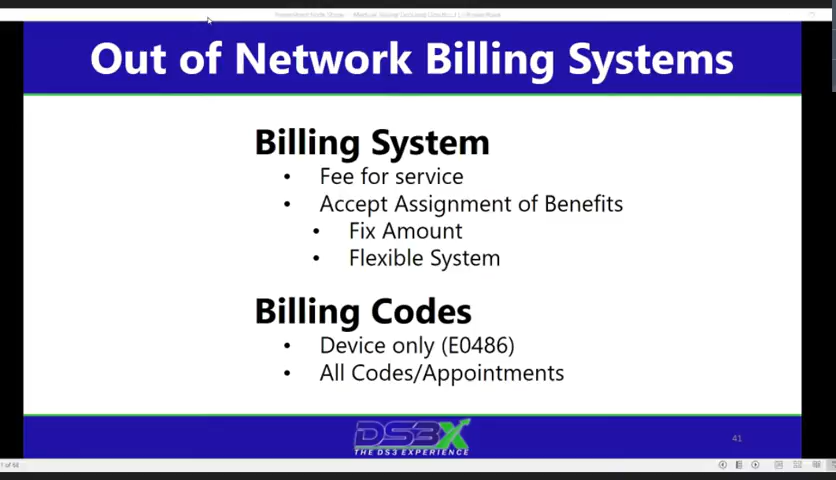 Out of Network Billing Systems
Billing System
• Fee for service
• Accept Assignment of Benefits
• Fix Amount
• Flexible System
Billing Codes
• Device only (E0486)
• All Codes/Appointments
DS3X
THE DS3 EXPERIENCE
41